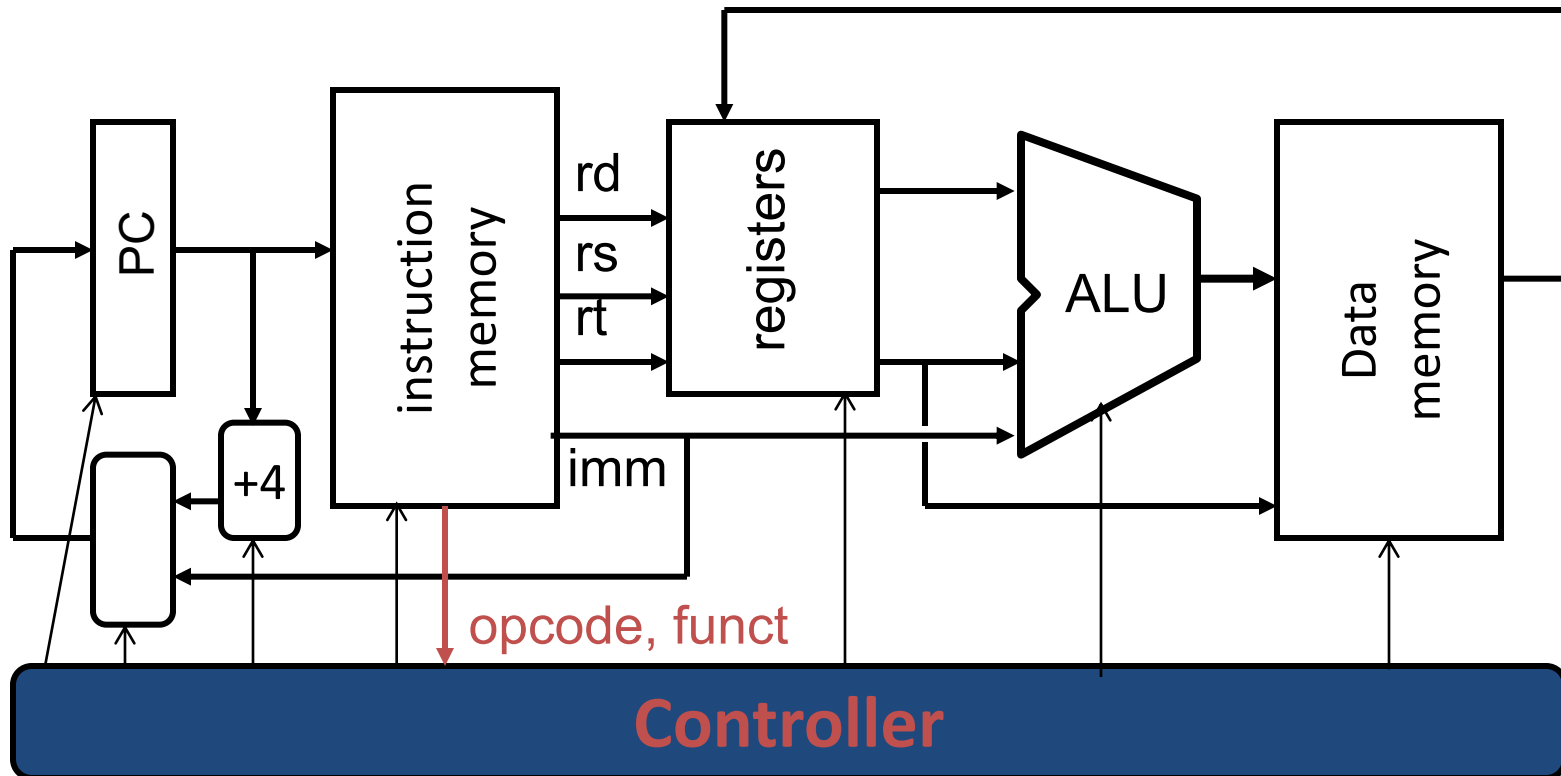 PC
+4
instruction
memory
rd
rs
rt
imm
registers
ALU
Data
memory
opcode, funct
Controller